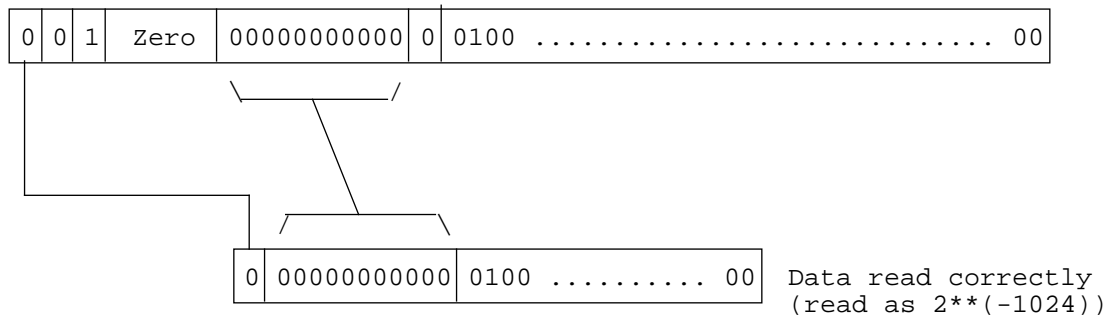 0 0 1 Zero 00000000000 0 0100 .............................. 00
0 00000000000 0100 .......... 00 Data read correctly
(read as 2**(-1024))